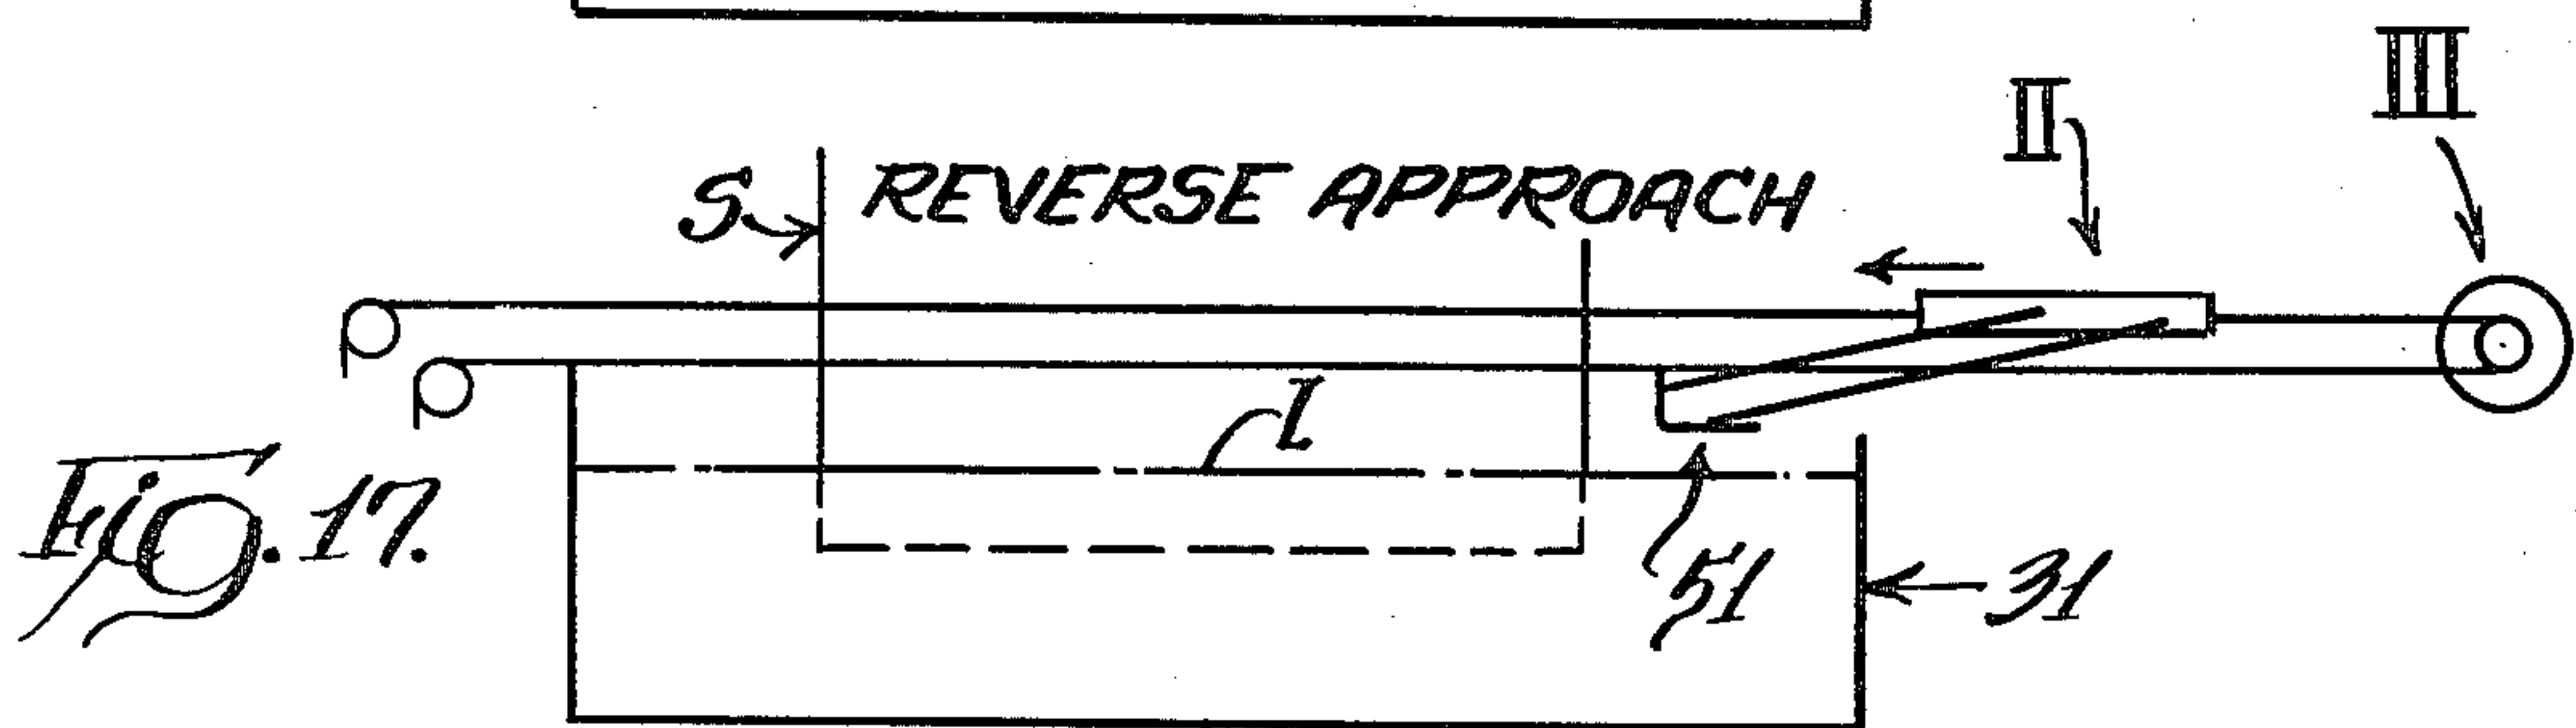 III
II
S REVERSE APPROACH
l
Fig. 17.
51
31